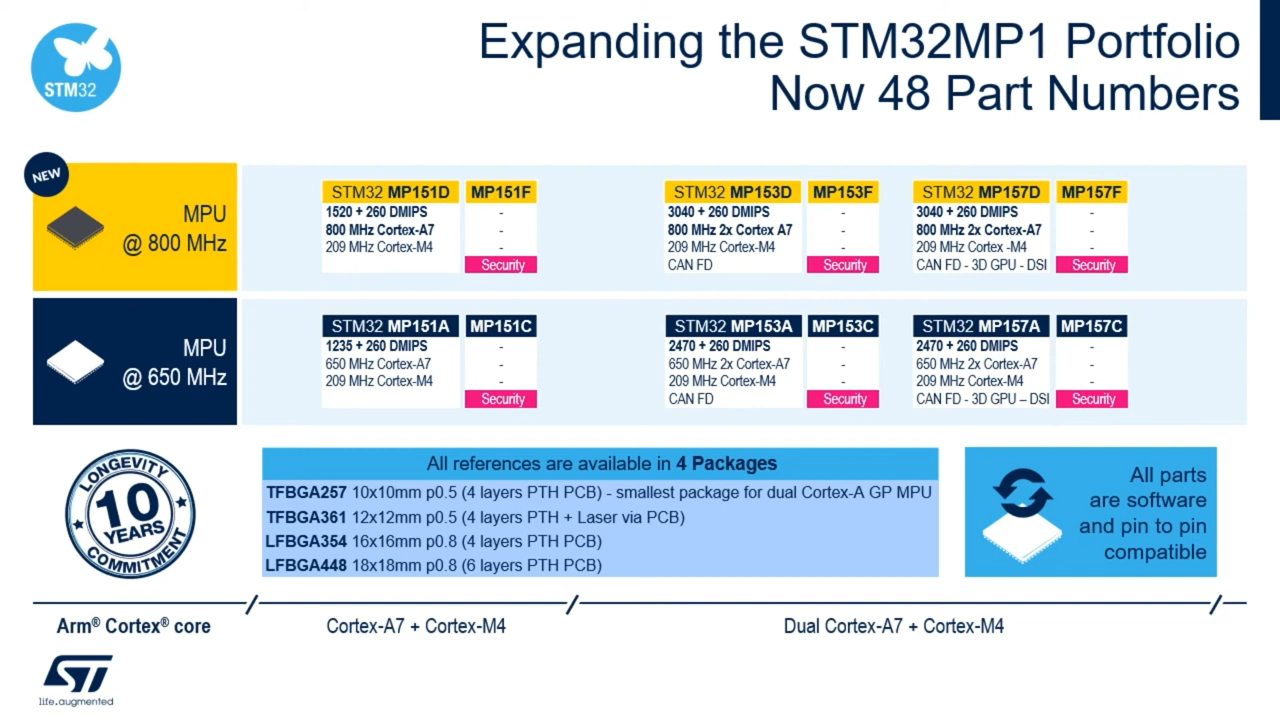 STM32
Expanding the STM32MP1 Portfolio
Now 48 Part Numbers
NEW
MPU
@ 800 MHz
STM32 MP151D
1520 + 260 DMIPS
800 MHz Cortex-A7
209 MHz Cortex-M4
MP151F
-
-
-
Security
STM32 MP153D
3040 + 260 DMIPS
800 MHz 2x Cortex A7
209 MHz Cortex-M4
CAN FD
MP153F
-
-
-
Security
STM32 MP157D
3040 + 260 DMIPS
800 MHz 2x Cortex-A7
209 MHz Cortex -M4
CAN FD - 3D GPU - DSI
MP157F
-
-
-
Security
MPU
@ 650 MHz
STM32 MP151A
1235 + 260 DMIPS
650 MHz Cortex-A7
209 MHz Cortex-M4
MP151C
-
-
-
Security
STM32 MP153A
2470 + 260 DMIPS
650 MHz 2x Cortex-A7
209 MHz Cortex-M4
CAN FD
MP153C
-
-
-
Security
STM32 MP157A
2470 + 260 DMIPS
650 MHz 2x Cortex-A7
209 MHz Cortex-M4
CAN FD - 3D GPU – DSI
MP157C
-
-
-
Security
LONGEVITY
10
YEARS
COMMITMENT
All references are available in 4 Packages
TFBGA257 10x10mm p0.5 (4 layers PTH PCB) - smallest package for dual Cortex-A GP MPU
TFBGA361 12x12mm p0.5 (4 layers PTH + Laser via PCB)
LFBGA354 16x16mm p0.8 (4 layers PTH PCB)
LFBGA448 18x18mm p0.8 (6 layers PTH PCB)
All parts
are software
and pin to pin
compatible
Arm® Cortex® core
Cortex-A7 + Cortex-M4
Dual Cortex-A7 + Cortex-M4
ST
life.augmented